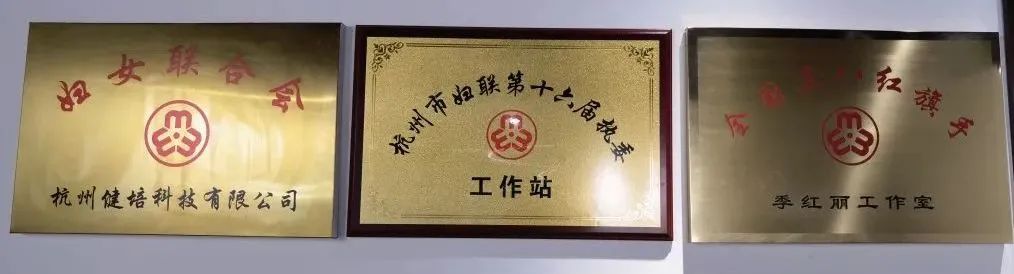 妇女联合会
杭州健培科技有限公司
杭州市妇联第十六届执委
工作站
全国三八红旗手
季红丽工作室